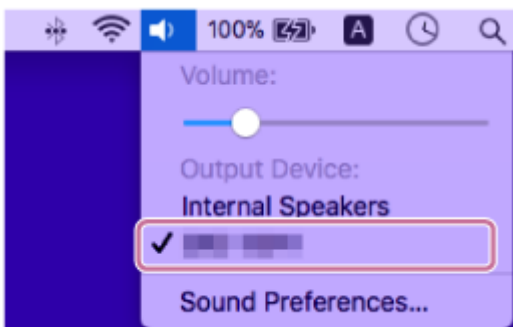 100% A
Volume:
Output Device:
Internal Speakers
Sound Preferences...